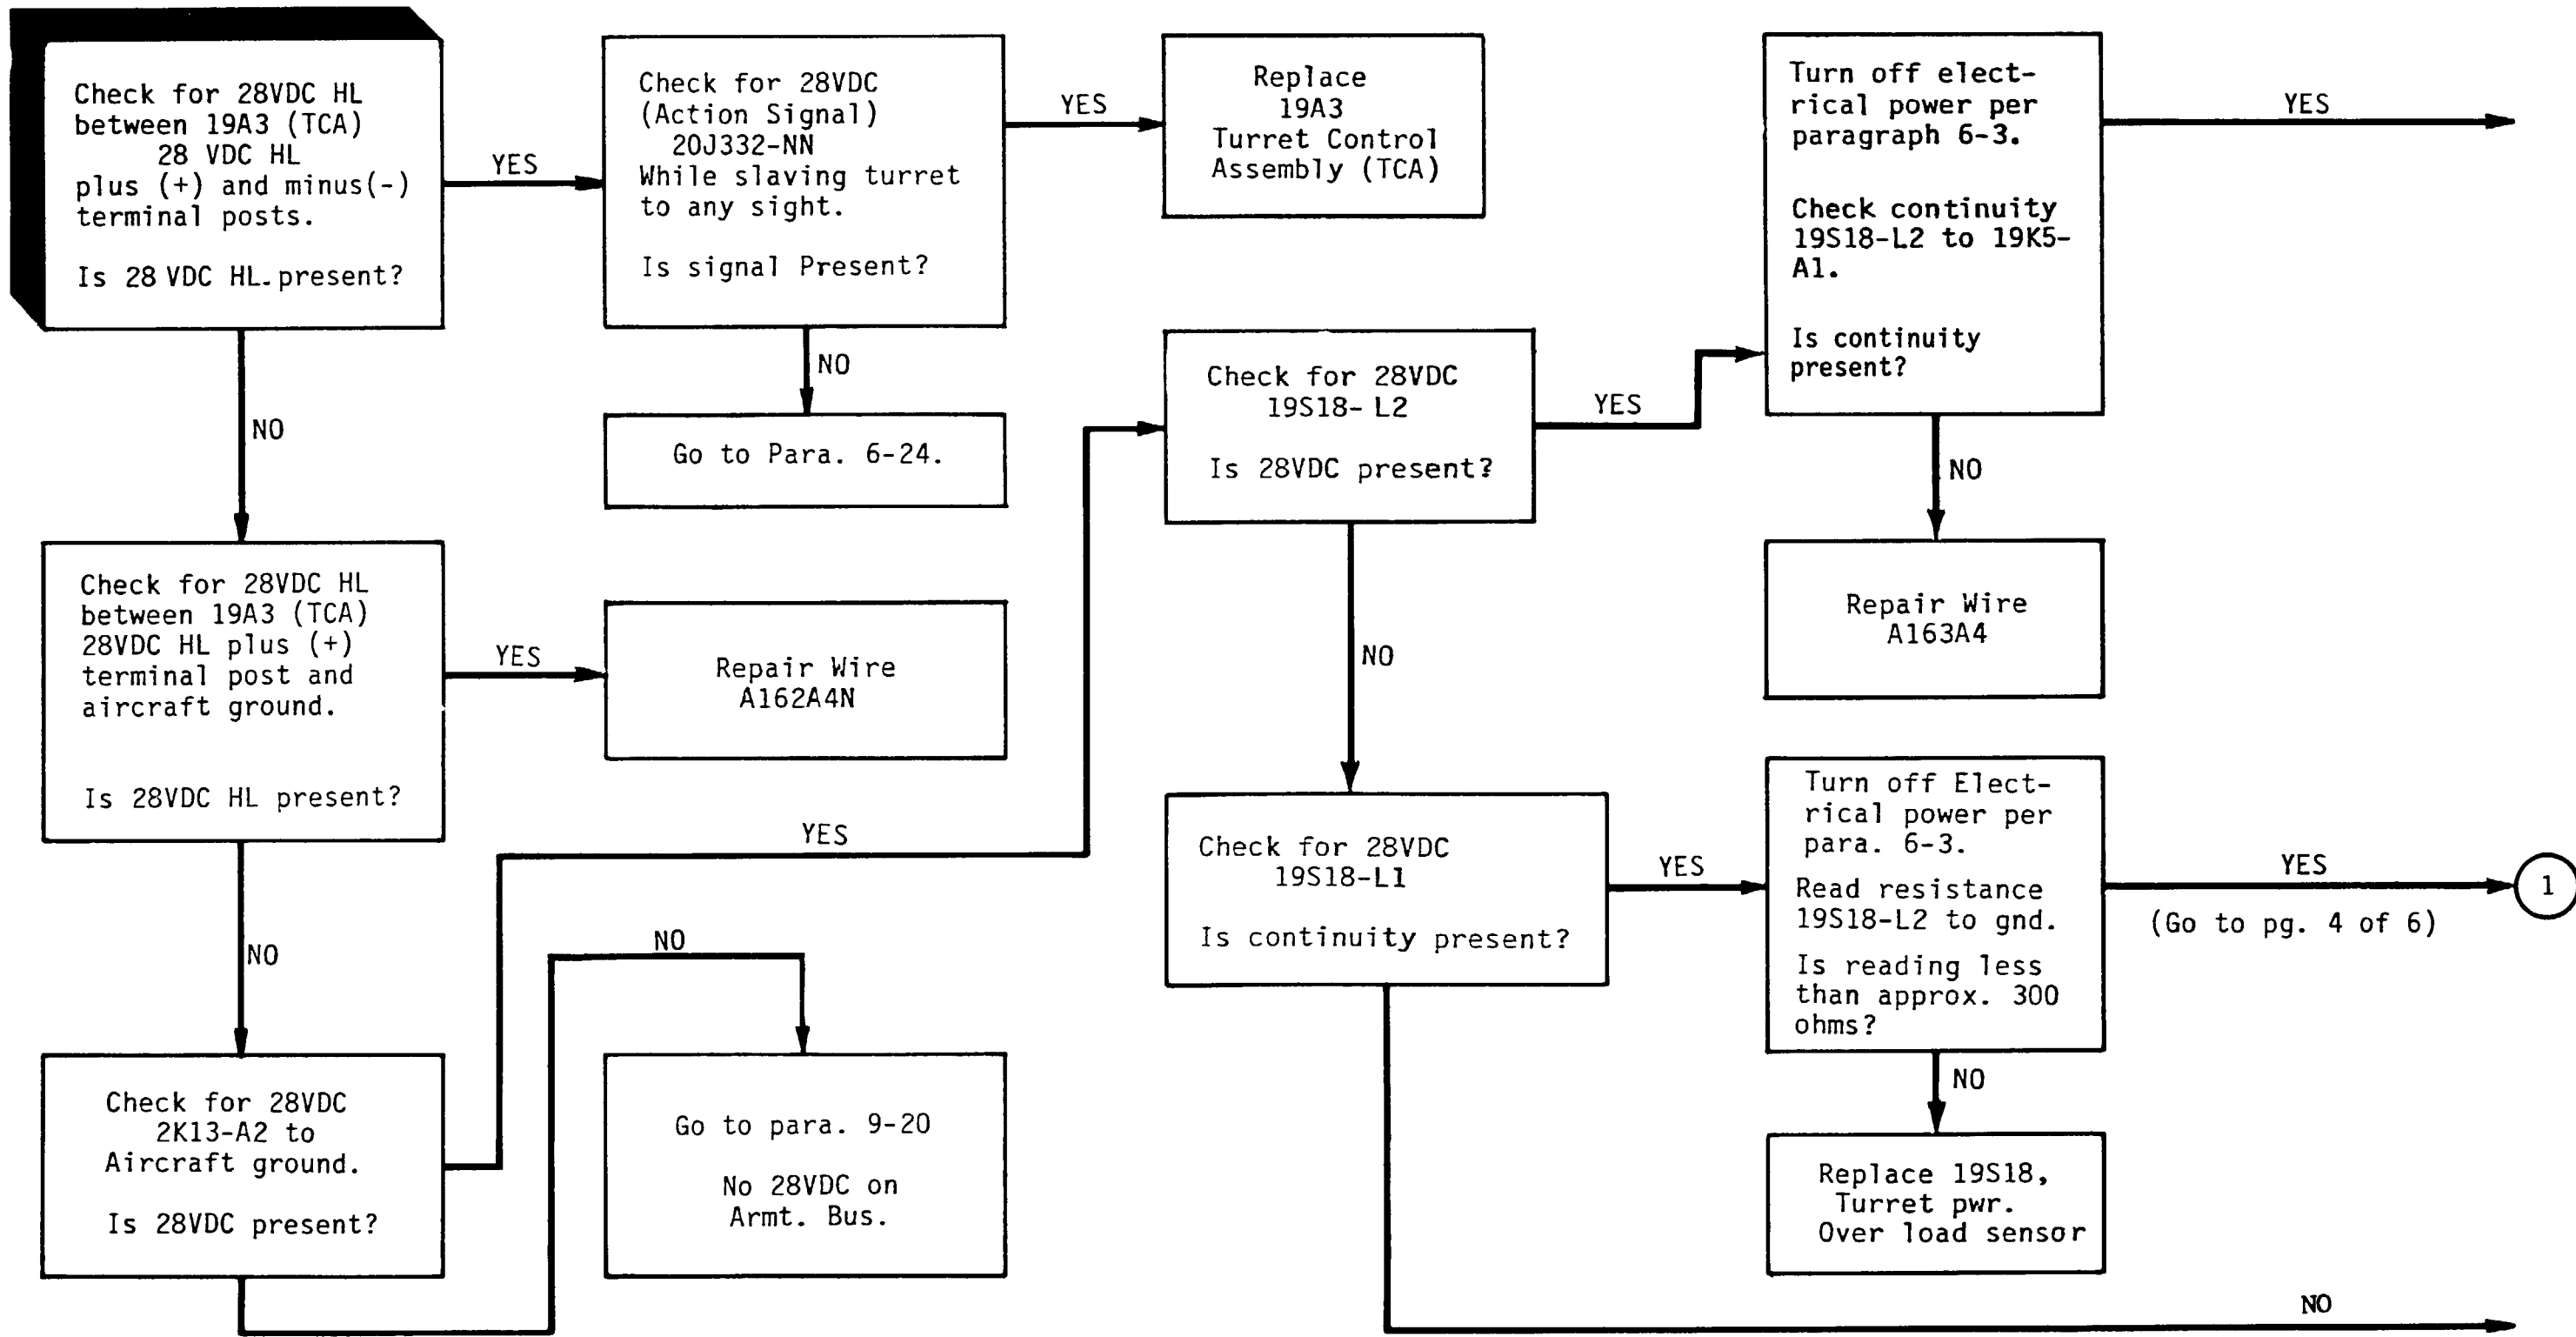 Check for 28VDC HL
between 19A3 (TCA)
28 VDC HL
plus (+) and minus(-)
terminal posts.
Is 28 VDC HL. present?
YES
NO
Check for 28VDC
(Action Signal)
20J332-NN
While slaving turret
to any sight.
Is signal Present?
YES
NO
Replace
19A3
Turret Control
Assembly (TCA)
Go to Para. 6-24.
Check for 28VDC HL
between 19A3 (TCA)
28VDC HL plus (+)
terminal post and
aircraft ground.
Is 28VDC HL present?
YES
NO
Repair Wire
A162A4N
Check for 28VDC
2K13-A2 to
Aircraft ground.
Is 28VDC present?
YES
NO
Go to para. 9-20
No 28VDC on
Armt. Bus.
Check for 28VDC
19S18- L2
Is 28VDC present?
YES
NO
Turn off elect-
rical power per
paragraph 6-3.
Check continuity
19S18-L2 to 19K5-
A1.
Is continuity
present?
YES
NO
Repair Wire
A163A4
Check for 28VDC
19S18-L1
Is continuity present?
YES
NO
Turn off Elect-
rical power per
para. 6-3.
Read resistance
19S18-L2 to gnd.
Is reading less
than approx. 300
ohms?
YES
(Go to pg. 4 of 6)
1
NO
Replace 19S18,
Turret pwr.
Over load sensor